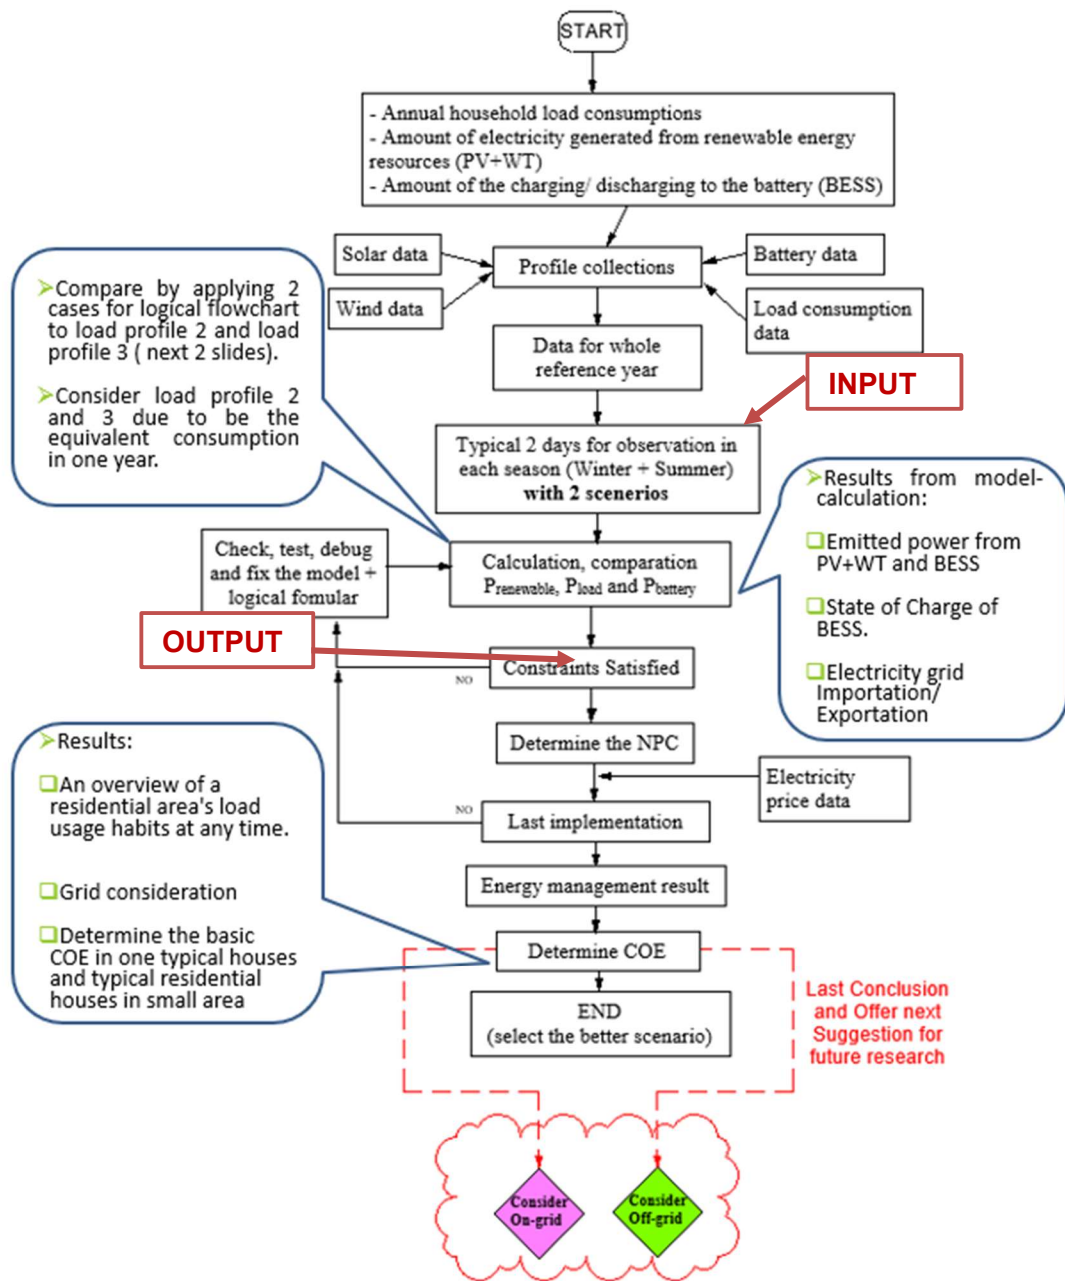 START
- Annual household load consumptions
- Amount of electricity generated from renewable energy
resources (PV+WT)
- Amount of the charging/ discharging to the battery (BESS)
Solar data
Wind data
Profile collections
Battery data
Load consumption
data
➢Compare by applying 2
cases for logical flowchart
to load profile 2 and load
profile 3 ( next 2 slides).
➢Consider load profile 2
and 3 due to be the
equivalent consumption
in one year.
Data for whole
reference year
INPUT
Typical 2 days for observation in
each season (Winter + Summer)
with 2 scenerios
➢Results from model-
calculation:
❑Emitted power from
PV+WT and BESS
❑State of Charge of
BESS.
❑Electricity grid
Importation/
Exportation
Check, test, debug
and fix the model +
logical fomular
Calculation, comparation
Prenewable, Pload and Pbattery
OUTPUT
Constraints Satisfied
NO
Determine the NPC
Electricity
price data
NO
Last implementation
Energy management result
➢Results:
❑An overview of a
residential area's load
usage habits at any time.
❑Grid consideration
❑Determine the basic
COE in one typical houses
and typical residential
houses in small area
Determine COE
END
(select the better scenario)
Last Conclusion
and Offer next
Suggestion for
future research
Consider
On-grid
Consider
Off-grid